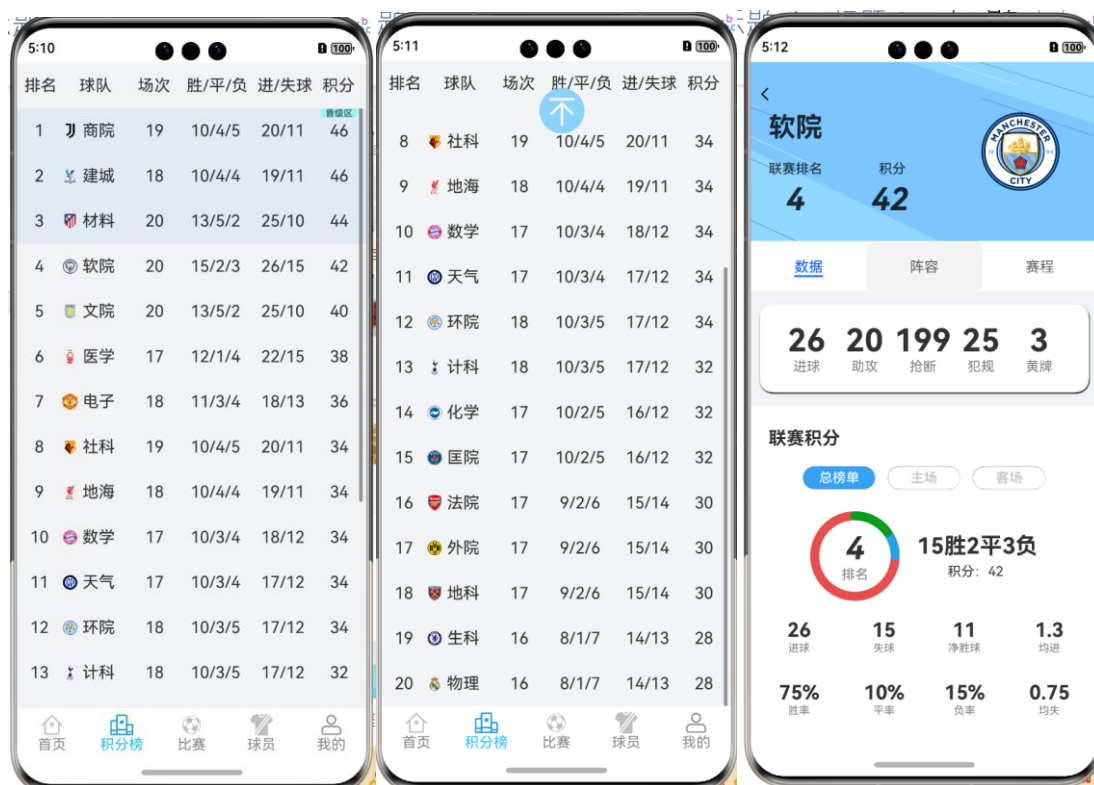 5:10
100
排名 球队 场次 胜/平/负 进/失球 积分
晋级区
1 商院 19 10/4/5 20/11 46
2 建城 18 10/4/4 19/11 46
3 材料 20 13/5/2 25/10 44
4 软院 20 15/2/3 26/15 42
5 文院 20 13/5/2 25/10 40
6 医学 17 12/1/4 22/15 38
7 电子 18 11/3/4 18/13 36
8 社科 19 10/4/5 20/11 34
9 地海 18 10/4/4 19/11 34
10 数学 17 10/3/4 18/12 34
11 天气 17 10/3/4 17/12 34
12 环院 18 10/3/5 17/12 34
13 计科 18 10/3/5 17/12 32
首页 积分榜 比赛 球员 我的
5:11
100
排名 球队 场次 胜/平/负 进/失球 积分
8 社科 19 10/4/5 20/11 34
9 地海 18 10/4/4 19/11 34
10 数学 17 10/3/4 18/12 34
11 天气 17 10/3/4 17/12 34
12 环院 18 10/3/5 17/12 34
13 计科 18 10/3/5 17/12 32
14 化学 17 10/2/5 16/12 32
15 匡院 17 10/2/5 16/12 32
16 法院 17 9/2/6 15/14 30
17 外院 17 9/2/6 15/14 30
18 地科 17 9/2/6 15/14 30
19 生科 16 8/1/7 14/13 28
20 物理 16 8/1/7 14/13 28
首页 积分榜 比赛 球员 我的
5:12
100
软院
MANCHESTER
CITY
联赛排名 积分
4 42
数据 阵容 赛程
26 20 199 25 3
进球 助攻 抢断 犯规 黄牌
联赛积分
总榜单 主场 客场
4
排名
15胜2平3负
积分：42
26 15 11 1.3
进球 失球 净胜球 均进
75% 10% 15% 0.75
胜率 平率 负率 均失